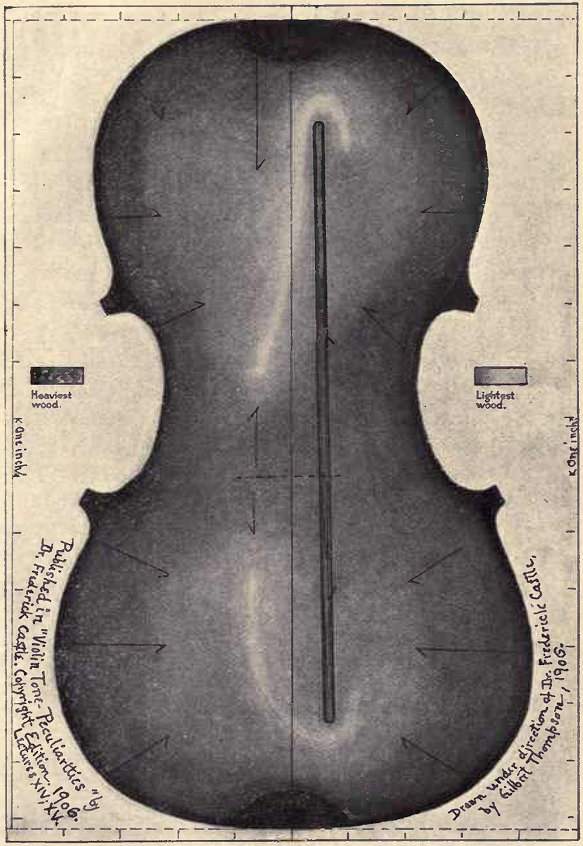 Heaviest
wood.
Lightest
wood.
One inch
One inch
Published in "Violin Tone-Peculiarities" by
Dr. Frederick Castle. Copyright Edition, 1906.
Lectures XIV, XV.
Drawn under direction of Dr. Frederick Castle,
by Gilbert Thompson, 1906.